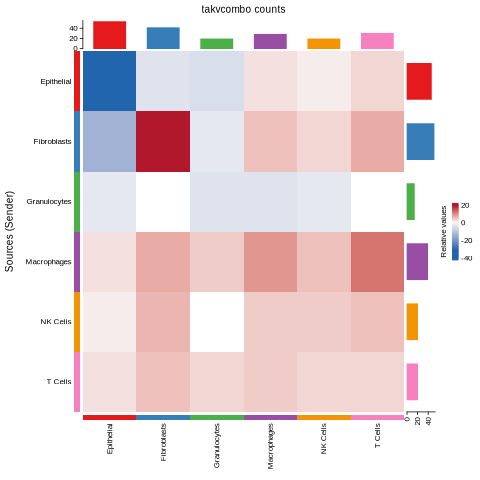 takvcombo counts
40
20
0
Epithelial
Fibroblasts
Granulocytes
Macrophages
NK Cells
T Cells
Sources (Sender)
Relative values
20
0
-20
-40
0
20
40
Epithelial
Fibroblasts
Granulocytes
Macrophages
NK Cells
T Cells